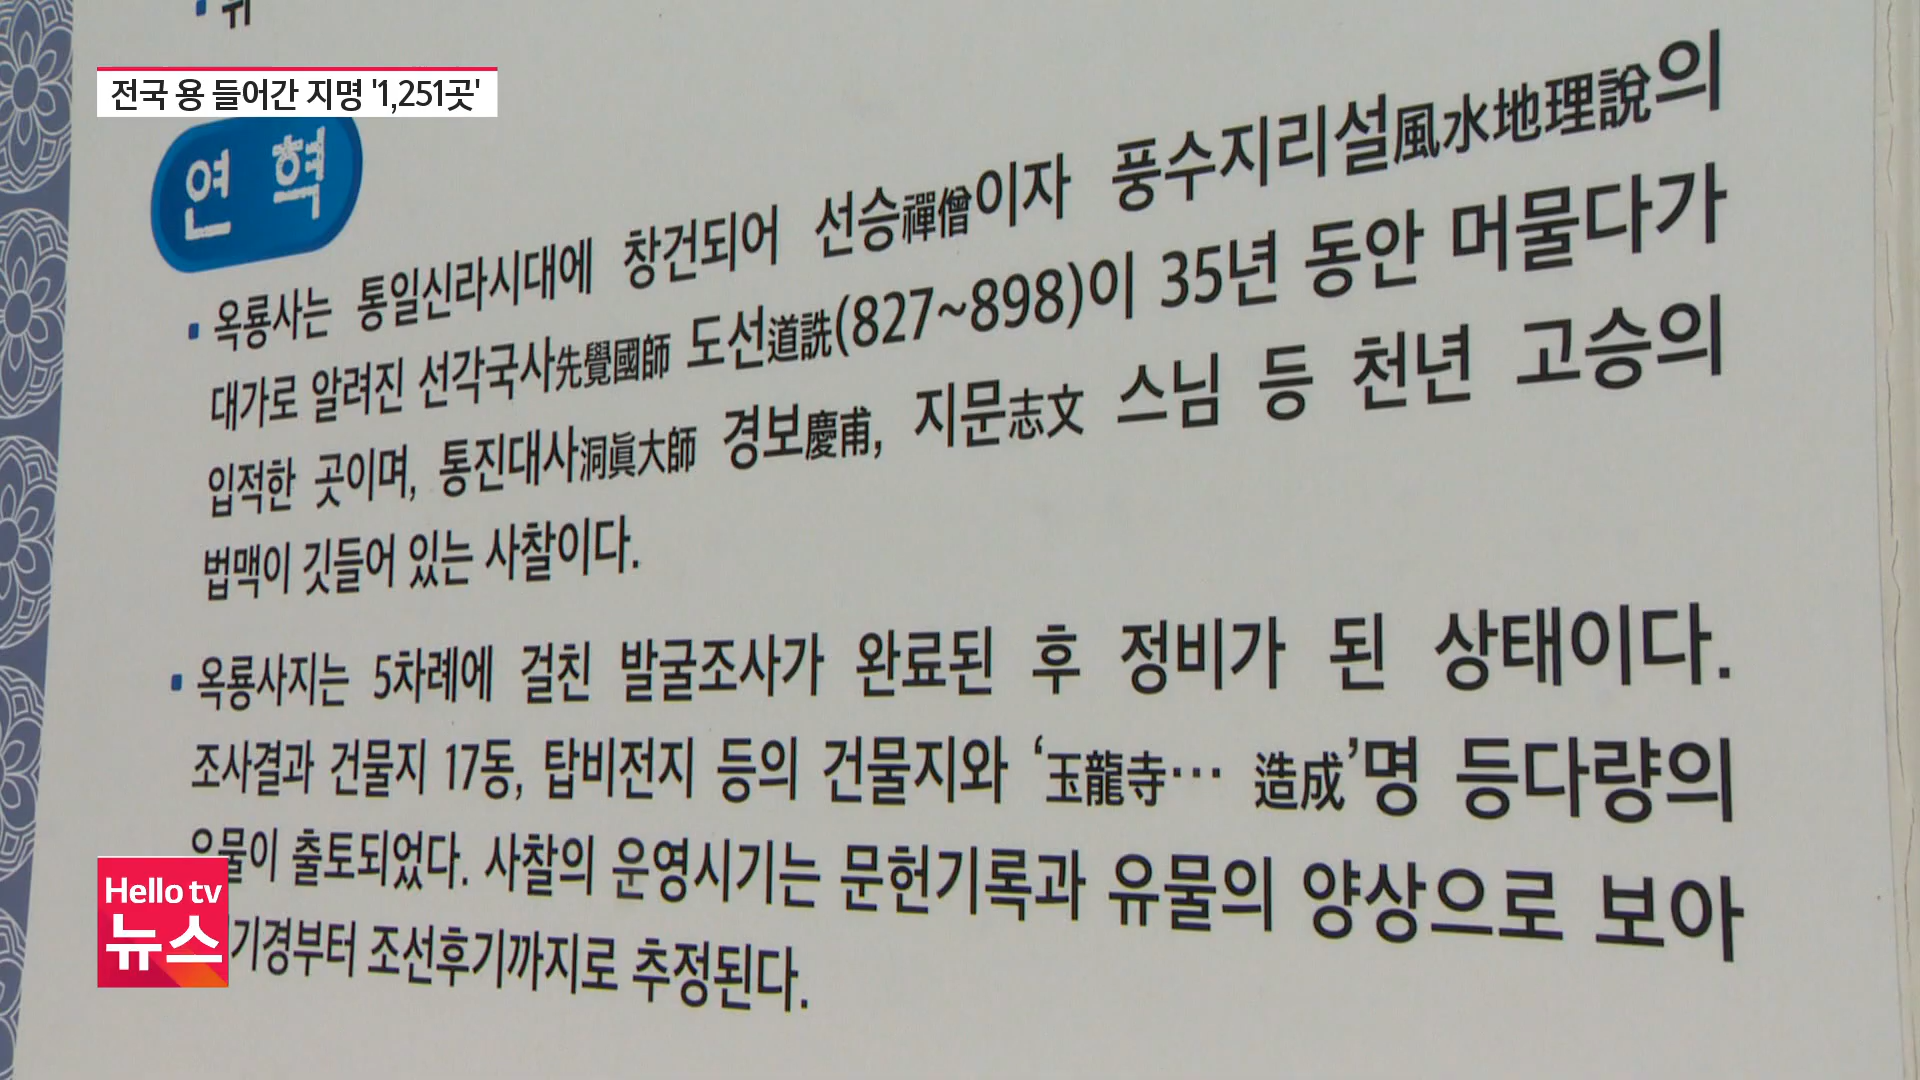 전국 용 들어간 지명 '1,251곳'
연 혁
▪ 옥룡사는 통일신라시대에 창건되어 선승禪僧이자 풍수지리설風水地理說의
대가로 알려진 선각국사先覺國師 도선道詵(827~898)이 35년 동안 머물다가
입적한 곳이며, 통진대사洞眞大師 경보慶甫, 지문志文 스님 등 천년 고승의
법맥이 깃들어 있는 사찰이다.
▪ 옥룡사지는 5차례에 걸친 발굴조사가 완료된 후 정비가 된 상태이다.
조사결과 건물지 17동, 탑비전지 등의 건물지와 ‘玉龍寺… 造成’명 등다량의
유물이 출토되었다. 사찰의 운영시기는 문헌기록과 유물의 양상으로 보아
기경부터 조선후기까지로 추정된다.
Hello tv
뉴스